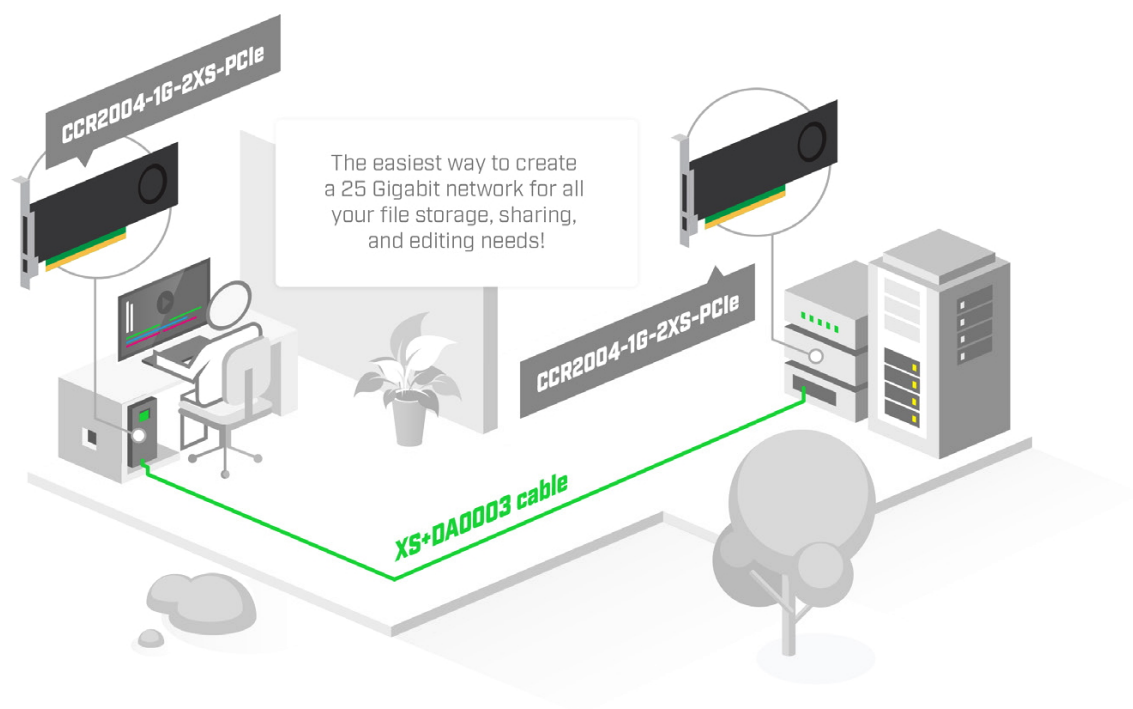 CCR2004-1G-2XS-PCIe
The easiest way to create
a 25 Gigabit network for all
your file storage, sharing,
and editing needs!
CCR2004-1G-2XS-PCIe
XS+DA0003 cable